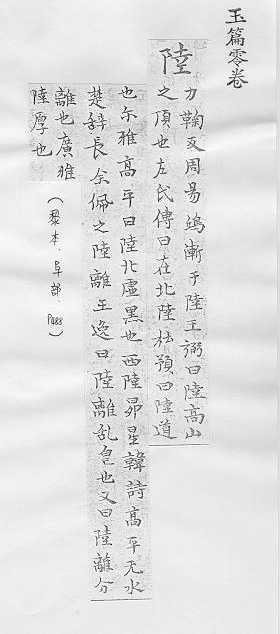 玉篇零卷
陸 力鞠反周易鴻漸于陸王弼曰陸高山
之頂也左氏傳曰在北陸杜預曰陸道
也尓雅高平曰陸北虛黑也西陸昴星韓詩高平无水
楚辞長余佩之陸離王逸曰陸離乱皃也又曰陸離分
離也廣雅
陸厚也
(黎本、阜部、P488)